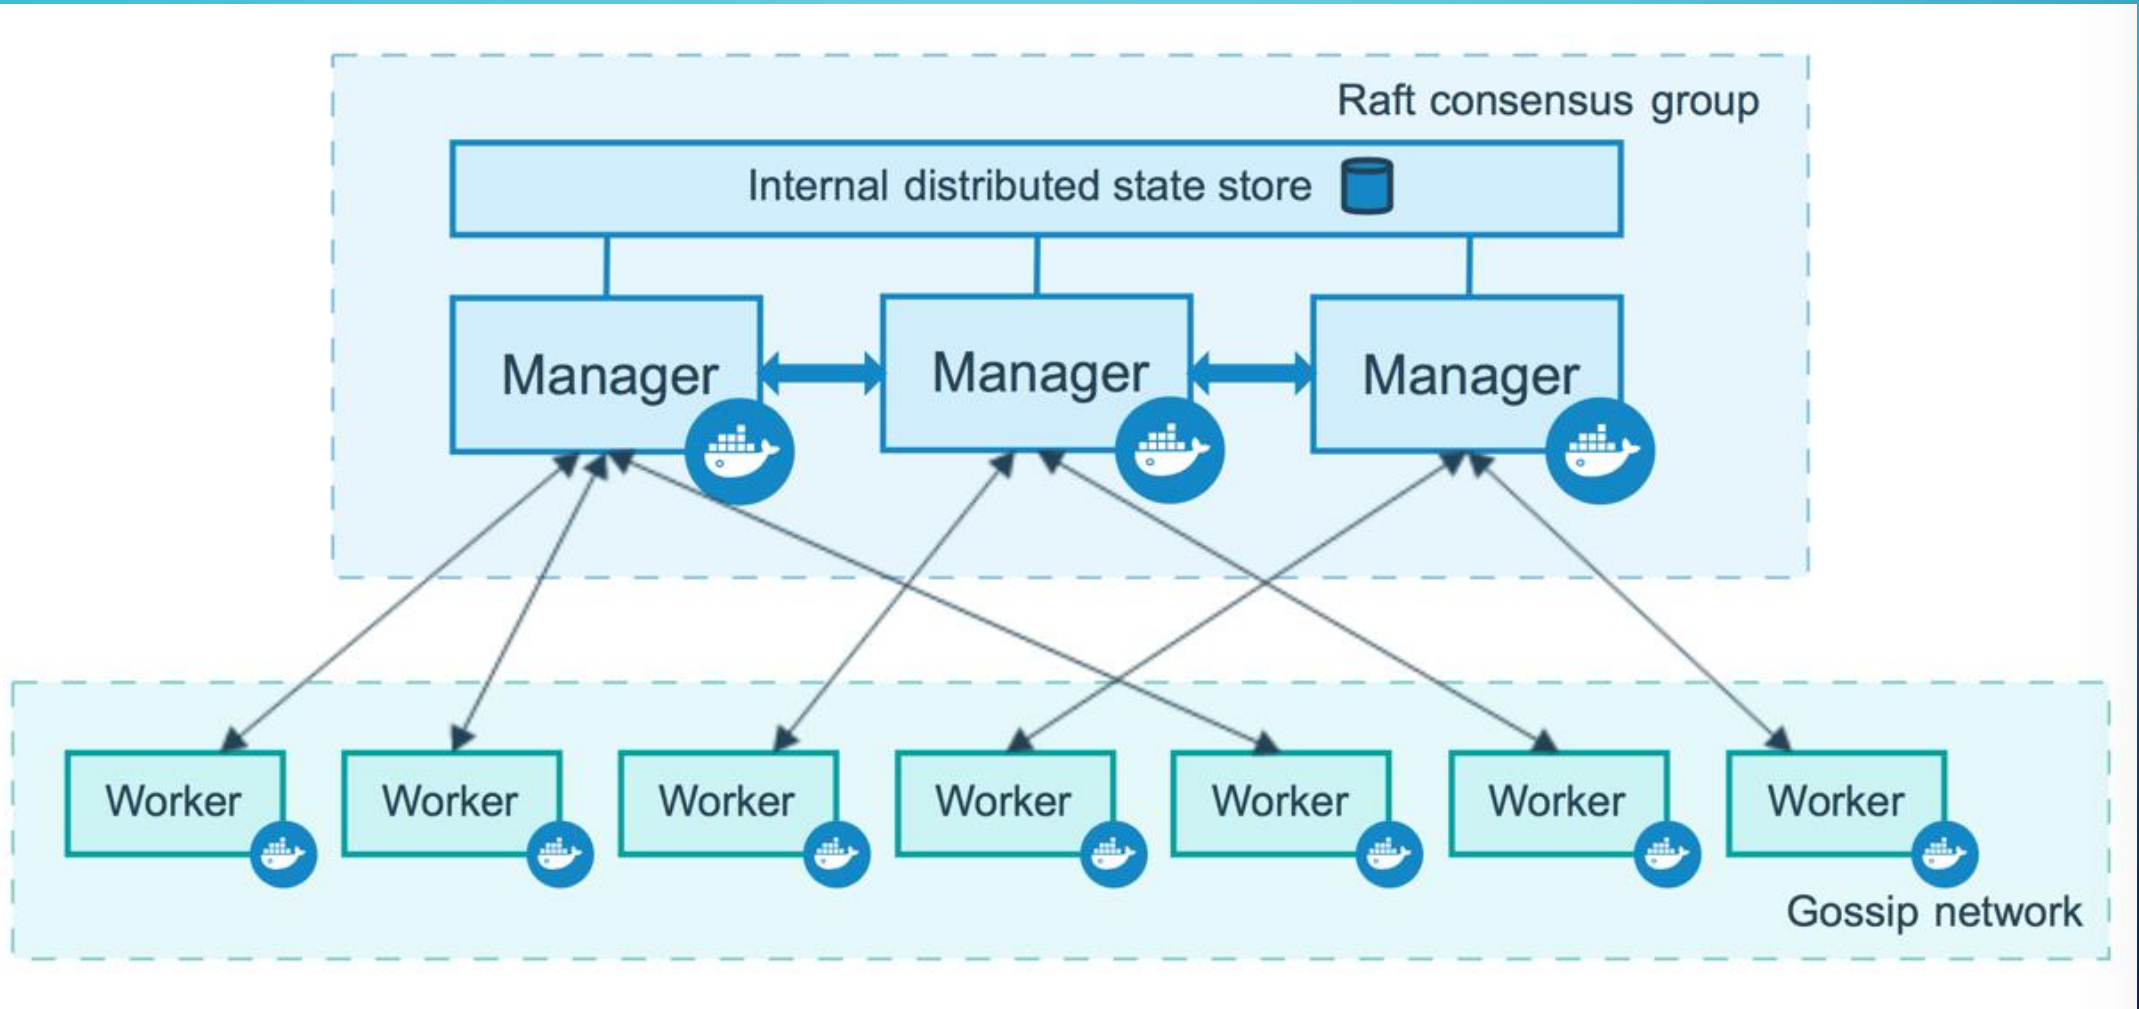 Raft consensus group
Internal distributed state store
Manager
Manager
Manager
Worker
Worker
Worker
Worker
Worker
Worker
Worker
Gossip network